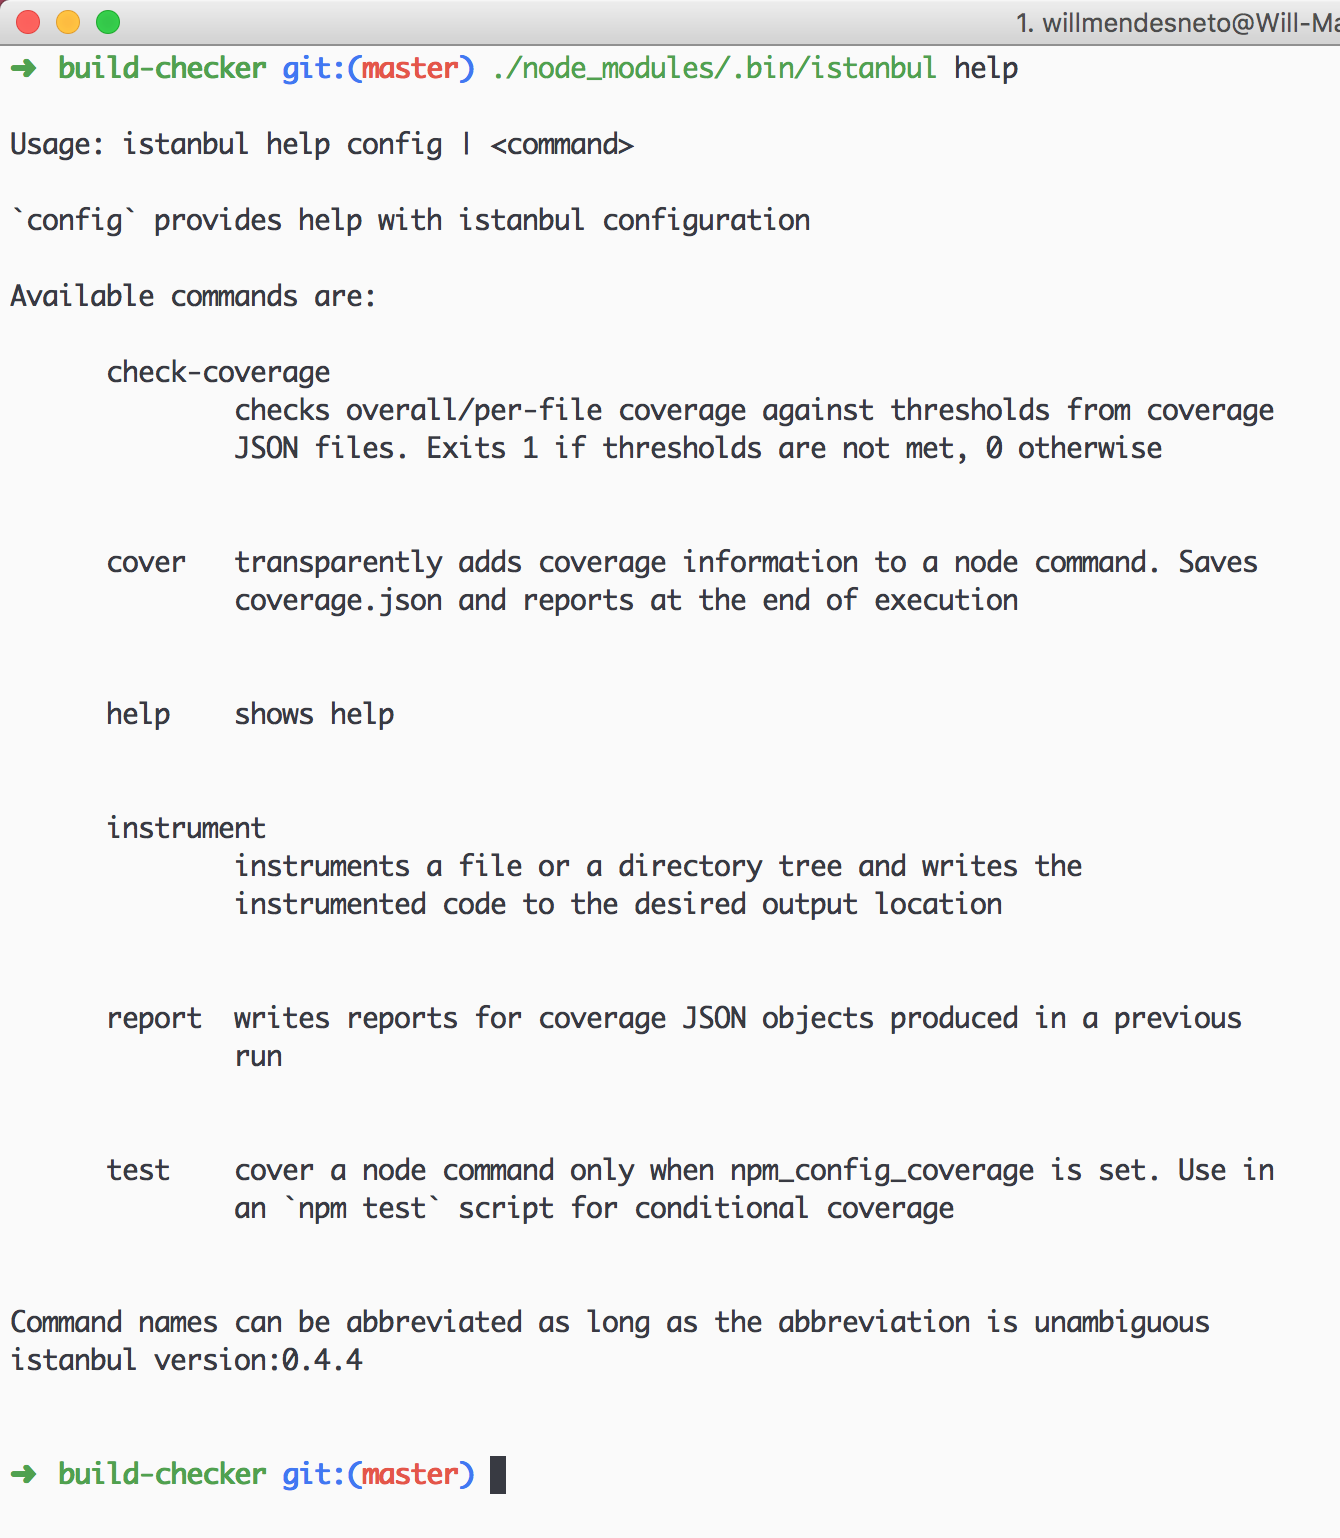 1. willmendesneto@Will-Ma
➜ build-checker git:(master) ./node_modules/.bin/istanbul help
Usage: istanbul help config | <command>
`config` provides help with istanbul configuration
Available commands are:
check-coverage
checks overall/per-file coverage against thresholds from coverage
JSON files. Exits 1 if thresholds are not met, 0 otherwise
cover transparently adds coverage information to a node command. Saves
coverage.json and reports at the end of execution
help shows help
instrument
instruments a file or a directory tree and writes the
instrumented code to the desired output location
report writes reports for coverage JSON objects produced in a previous
run
test cover a node command only when npm_config_coverage is set. Use in
an `npm test` script for conditional coverage
Command names can be abbreviated as long as the abbreviation is unambiguous
istanbul version:0.4.4
➜ build-checker git:(master)